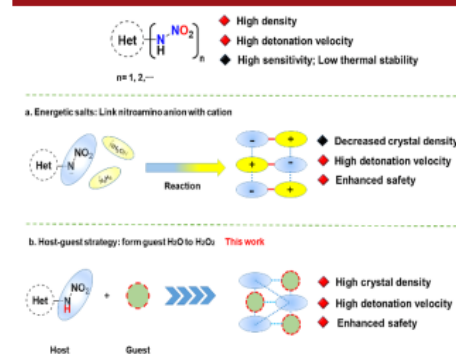 Het N NO₂ n
H
High density
High detonation velocity
High sensitivity; Low thermal stability
n= 1, 2,···
a. Energetic salts: Link nitroamino anion with cation
Het N NO₂
Reaction
- +
+ -
- +
Decreased crystal density
High detonation velocity
Enhanced safety
b. Host-guest strategy: form guest H₂O to H₂O₂ This work
Het N NO₂
H
+
Host Guest
High crystal density
High detonation velocity
Enhanced safety